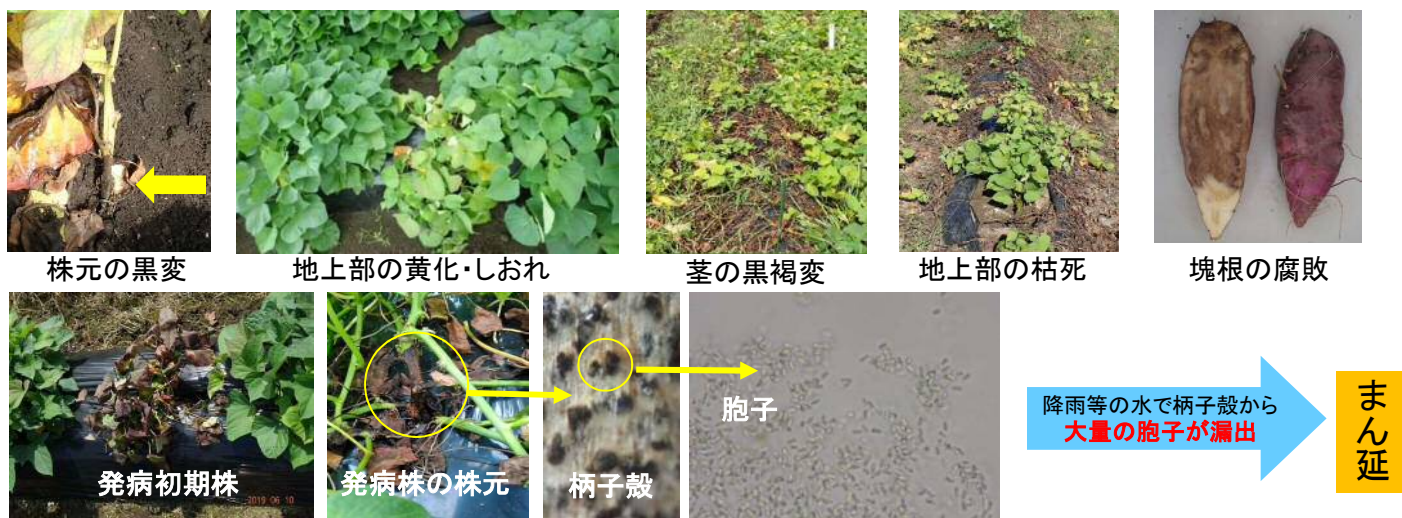 株元の黒変
地上部の黄化・しおれ
茎の黒褐変
地上部の枯死
塊根の腐敗
発病初期株
2019 06 10
発病株の株元
柄子殻
胞子
降雨等の水で柄子殻から
大量の胞子が漏出
まん延